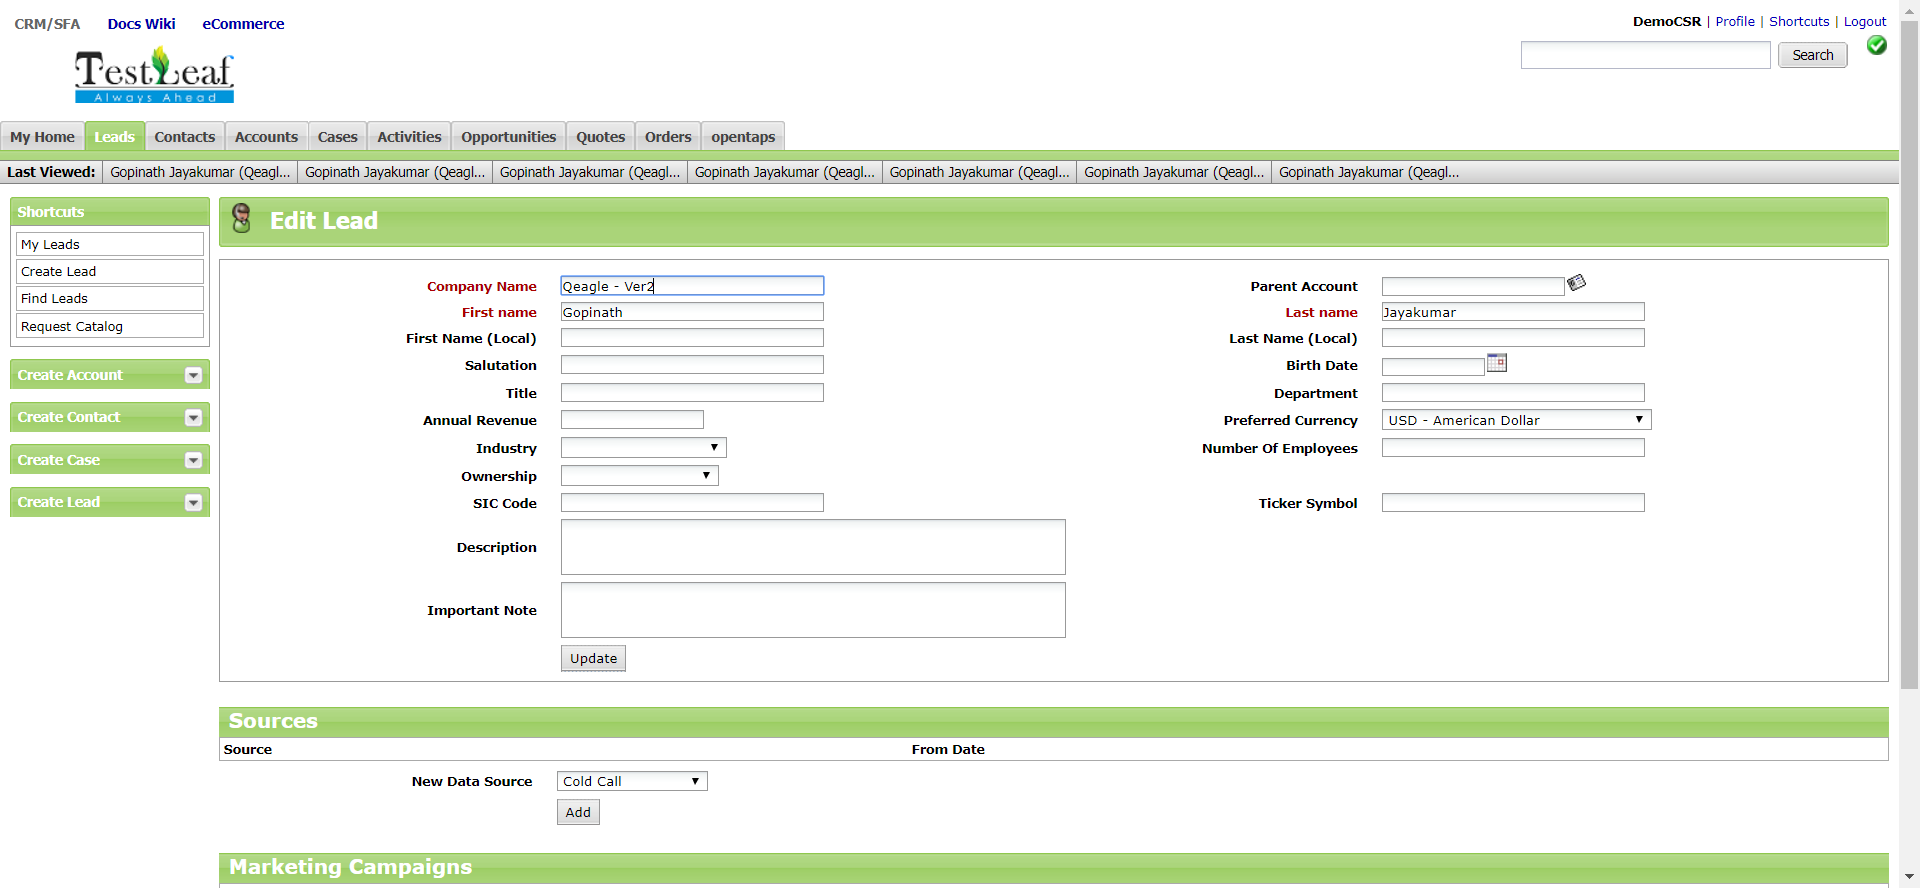 CRM/SFA Docs Wiki eCommerce
DemoCSR | Profile | Shortcuts | Logout
Search
TestLeaf
Always Ahead
My Home Leads Contacts Accounts Cases Activities Opportunities Quotes Orders opentaps
Last Viewed: Gopinath Jayakumar (Qeagl... Gopinath Jayakumar (Qeagl... Gopinath Jayakumar (Qeagl... Gopinath Jayakumar (Qeagl... Gopinath Jayakumar (Qeagl... Gopinath Jayakumar (Qeagl... Gopinath Jayakumar (Qeagl...
Shortcuts
My Leads
Create Lead
Find Leads
Request Catalog
Create Account
Create Contact
Create Case
Create Lead
Edit Lead
Company Name Qeagle - Ver2 Parent Account
First name Gopinath Last name Jayakumar
First Name (Local) Last Name (Local)
Salutation Birth Date
Title Department
Annual Revenue Preferred Currency USD - American Dollar
Industry Number Of Employees
Ownership
SIC Code Ticker Symbol
Description
Important Note
Update
Sources
Source From Date
New Data Source Cold Call
Add
Marketing Campaigns